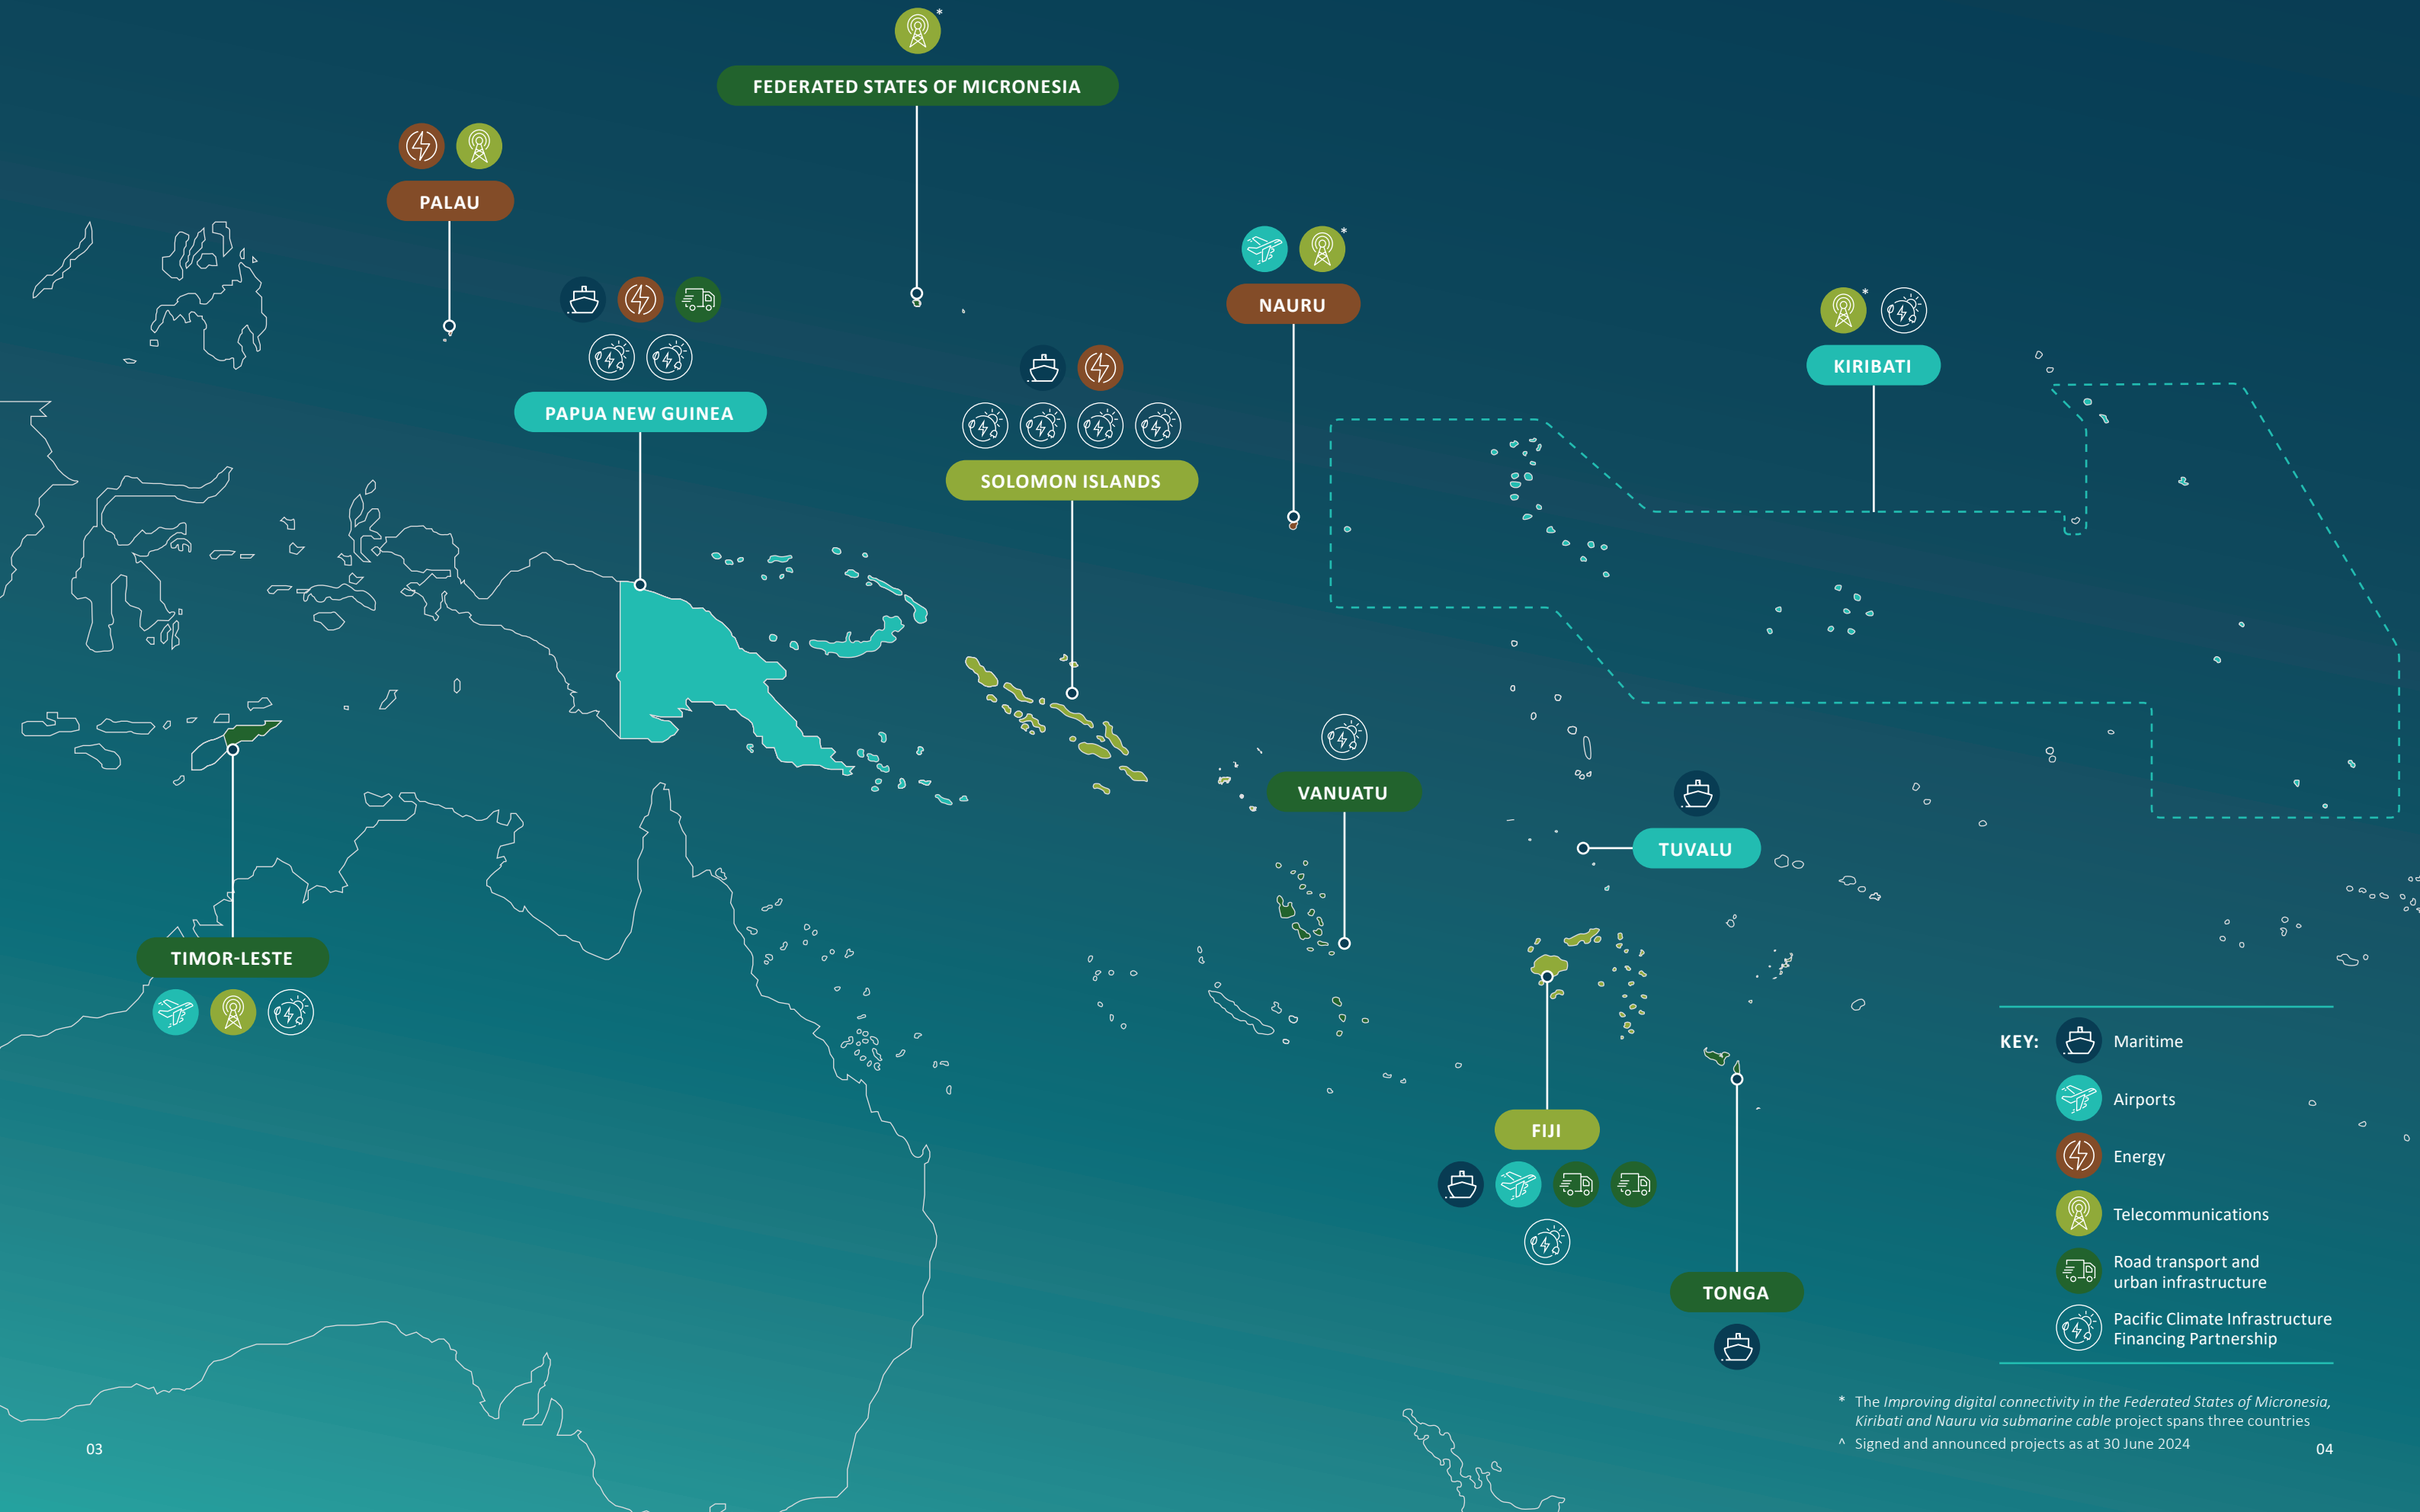 *
FEDERATED STATES OF MICRONESIA
PALAU
*
NAURU
*
KIRIBATI
PAPUA NEW GUINEA
SOLOMON ISLANDS
VANUATU
TUVALU
TIMOR-LESTE
FIJI
TONGA
KEY:
Maritime
Airports
Energy
Telecommunications
Road transport and
urban infrastructure
Pacific Climate Infrastructure
Financing Partnership
* The Improving digital connectivity in the Federated States of Micronesia,
Kiribati and Nauru via submarine cable project spans three countries
^ Signed and announced projects as at 30 June 2024
03
04